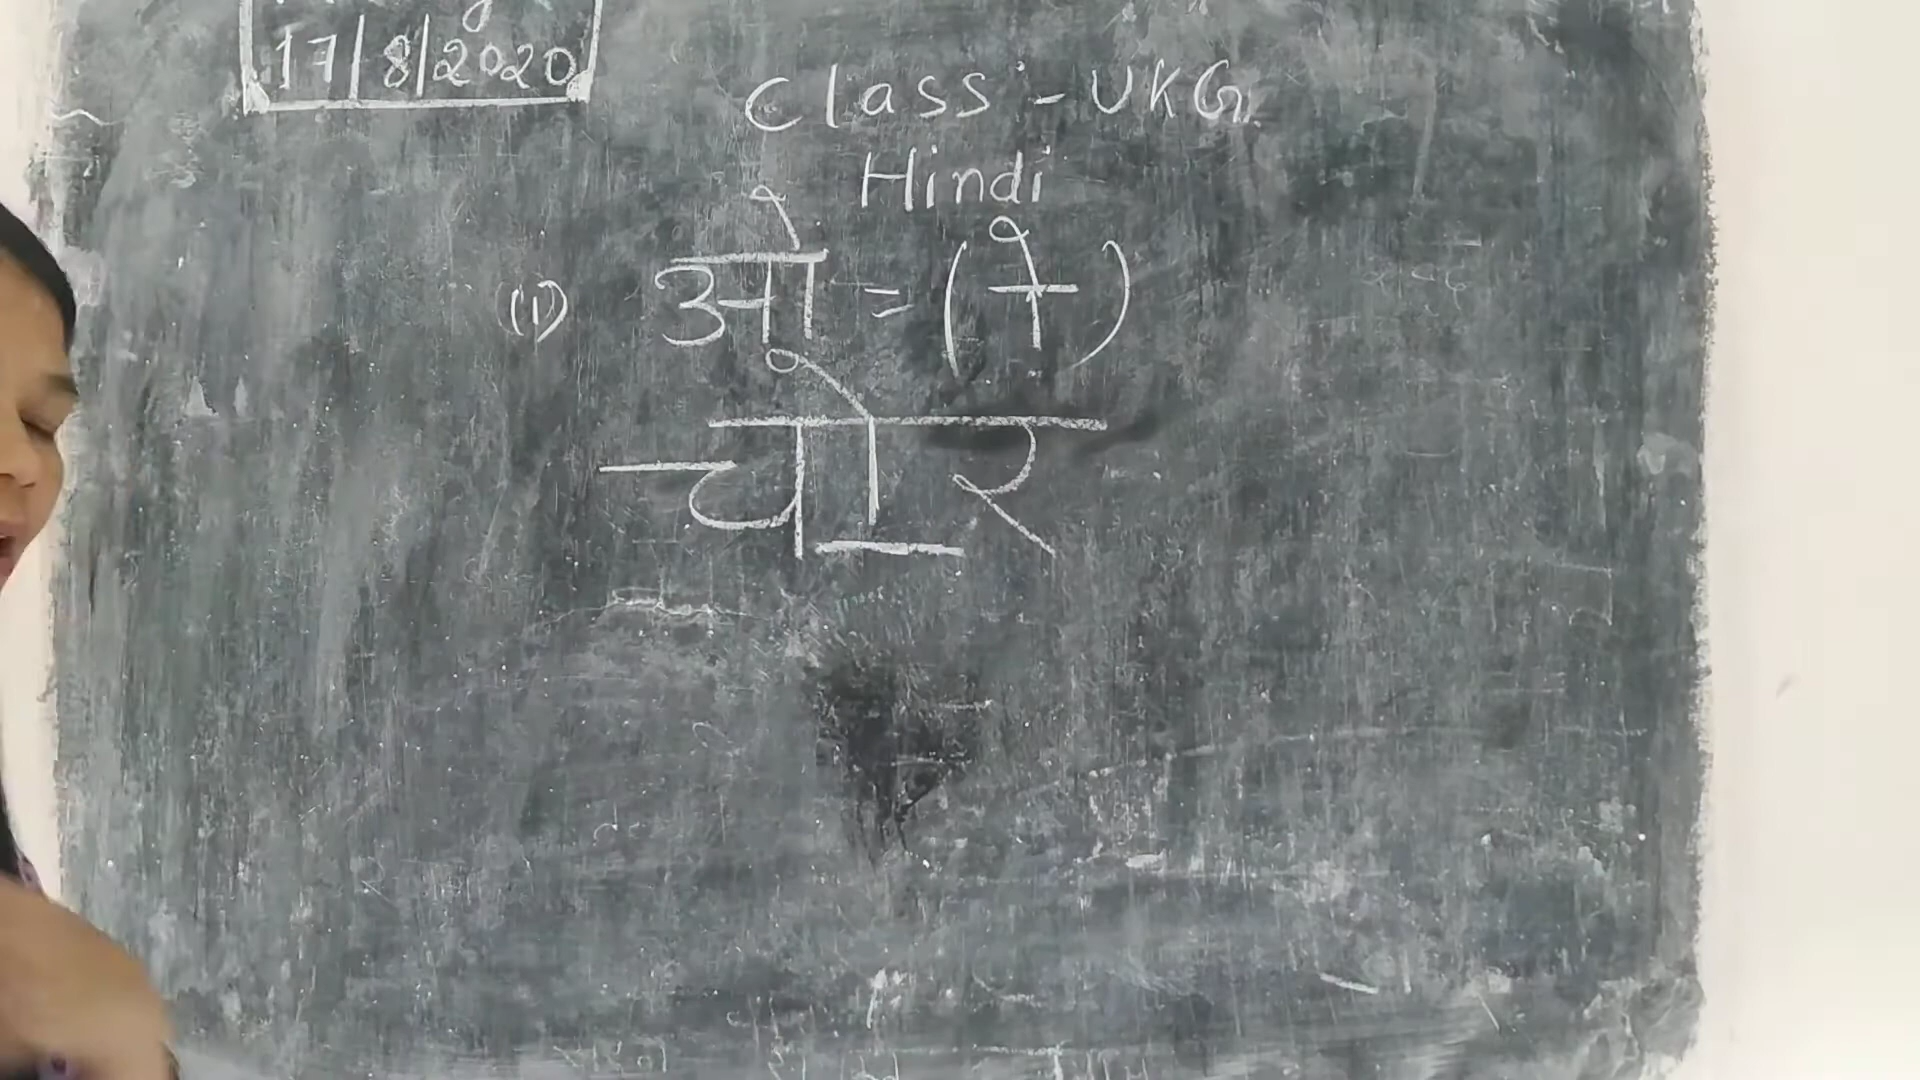 17/8/2020
Class :- UKG.
Hindi
(1) ओ = ( ो )
चोर